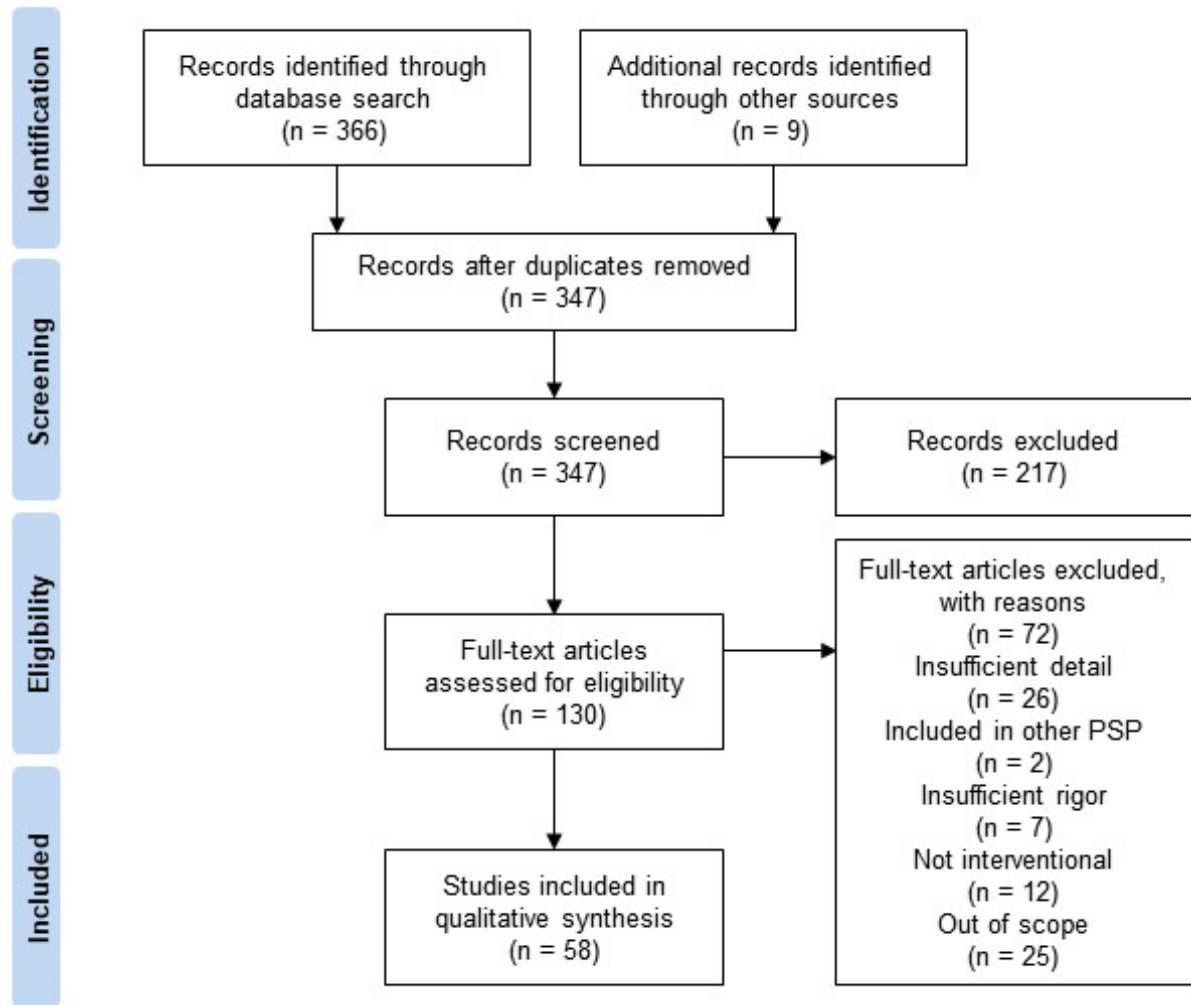 Identification
Records identified through
database search
(n = 366)
Additional records identified
through other sources
(n = 9)
Records after duplicates removed
(n = 347)
Screening
Records screened
(n = 347)
Records excluded
(n = 217)
Eligibility
Full-text articles
assessed for eligibility
(n = 130)
Full-text articles excluded,
with reasons
(n = 72)
Insufficient detail
(n = 26)
Included in other PSP
(n = 2)
Insufficient rigor
(n = 7)
Not interventional
(n = 12)
Out of scope
(n = 25)
Included
Studies included in
qualitative synthesis
(n = 58)